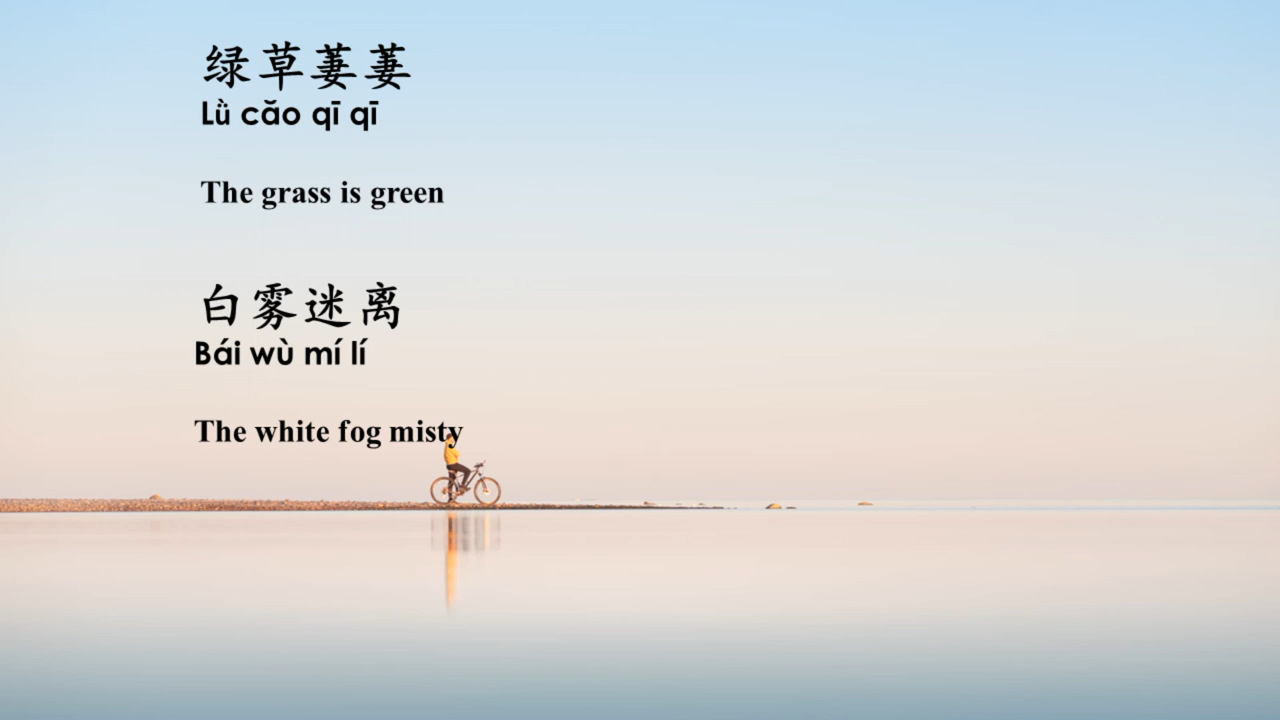 绿草萋萋
Lǜ cǎo qī qī
The grass is green
白雾迷离
Bái wù mí lí
The white fog misty